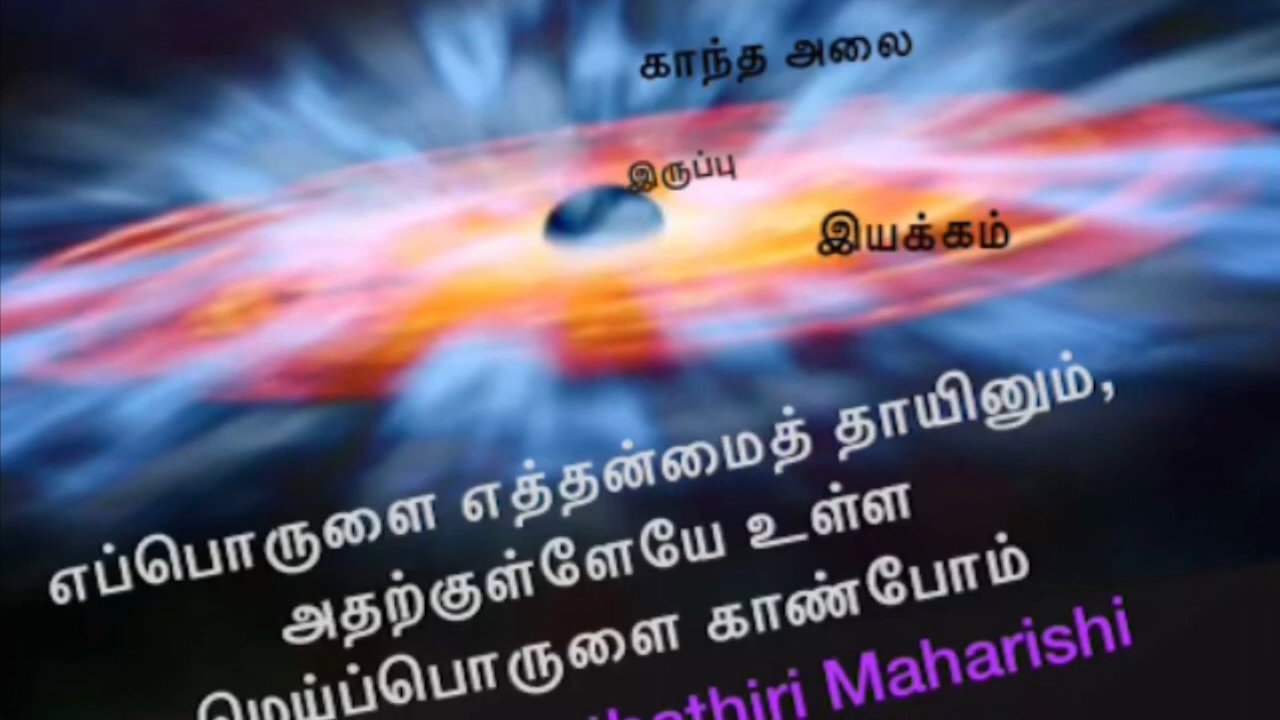 காந்த அலை
இருப்பு
இயக்கம்
எப்பொருளை எத்தன்மைத் தாயினும்,
அதற்குள்ளேயே உள்ள
மெய்ப்பொருளை காண்போம்
Maharishi